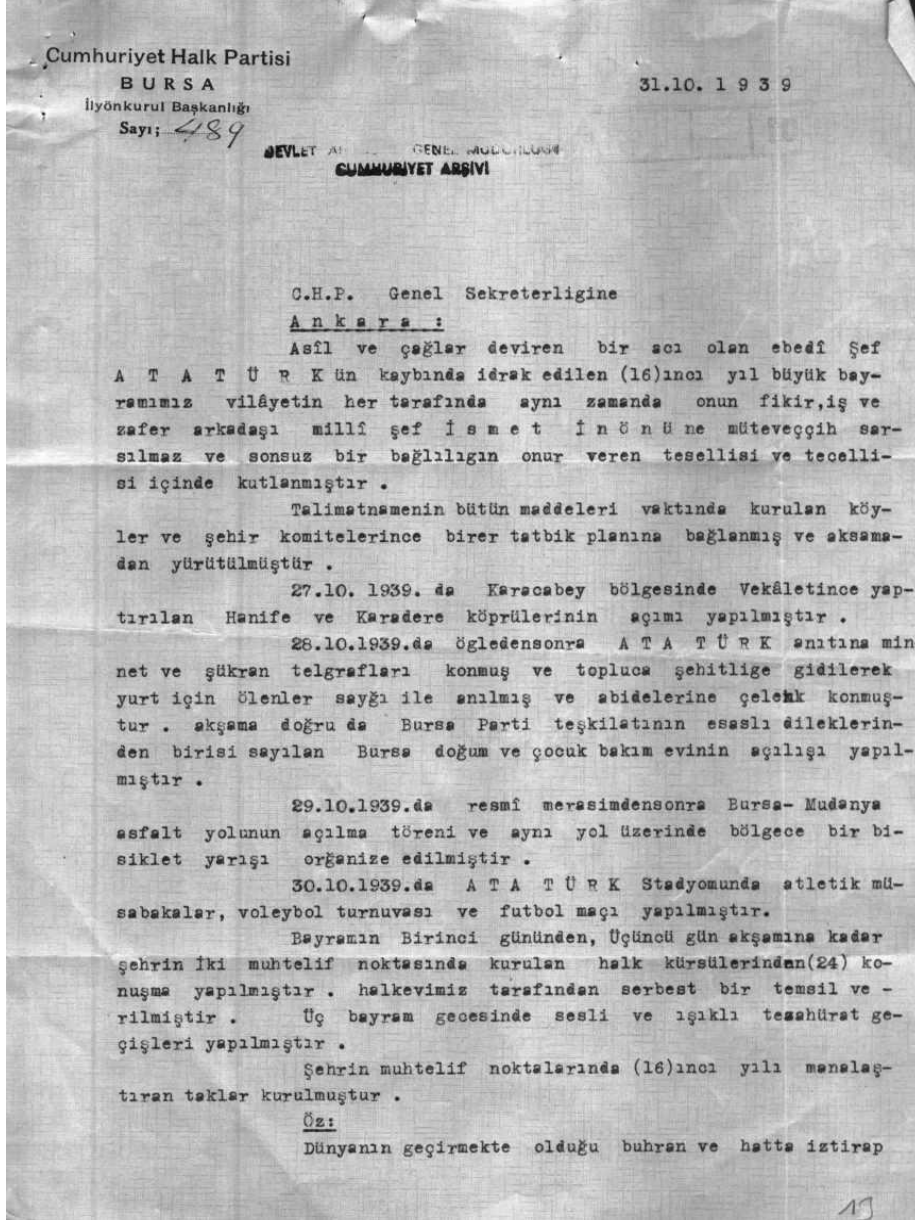 Cumhuriyet Halk Partisi
BURSA
İlyönkurul Başkanlığı
Sayı; 489
31.10. 1 9 3 9
DEVLET GENEL
CUMHURİYET ARŞİVİ
C.H.P. Genel Sekreterligine
A n k a r a :
Asîl ve çağlar deviren bir acı olan ebedî Şef
A T A T Ü R K ün kaybında idrak edilen (16)ıncı yıl büyük bay-
ramımız vilâyetin her tarafında aynı zamanda onun fikir,iş ve
zafer arkadaşı millî şef İ s m e t İ n ö n ü ne müteveççih sar-
sılmaz ve sonsuz bir bağlılıgın onur veren tesellisi ve tecelli-
si içinde kutlanmıştır .
Talimatnamenin bütün maddeleri vaktında kurulan köy-
ler ve şehir komitelerince birer tatbik planına bağlanmış ve aksama-
dan yürütülmüştür .
27.10. 1939. da Karacabey bölgesinde Vekâletince yap-
tırılan Hanife ve Karadere köprülerinin açımı yapılmıştır .
28.10.1939.da ögledensonra A T A T Ü R K anıtına min
net ve şükran telgrafları konmuş ve topluca şehitlige gidilerek
yurt için ölenler sayğı ile anılmış ve abidelerine çelenk konmuş-
tur . akşama doğru da Bursa Parti teşkilatının esaslı dileklerin-
den birisi sayılan Bursa doğum ve çocuk bakım evinin açılışı yapıl-
mıştır .
29.10.1939.da resmî merasimdensonra Bursa- Mudanya
asfalt yolunun açılma töreni ve aynı yol üzerinde bölgece bir bi-
siklet yarışı orğanize edilmiştir .
30.10.1939.da A T A T Ü R K Stadyomunda atletik mü-
sabakalar, voleybol turnuvası ve futbol maçı yapılmıştır.
Bayramın Birinci gününden, Üçüncü gün akşamına kadar
şehrin İki muhtelif noktasında kurulan halk kürsülerinden(24) ko-
nuşma yapılmıştır . halkevimiz tarafından serbest bir temsil ve -
rilmiştir . Üç bayram gecesinde sesli ve ışıklı tezahürat ge-
çişleri yapılmıştır .
Şehrin muhtelif noktalarında (16)ıncı yılı manalaş-
tıran taklar kurulmuştur .
Öz:
Dünyanın geçirmekte olduğu buhran ve hatta iztirap
19